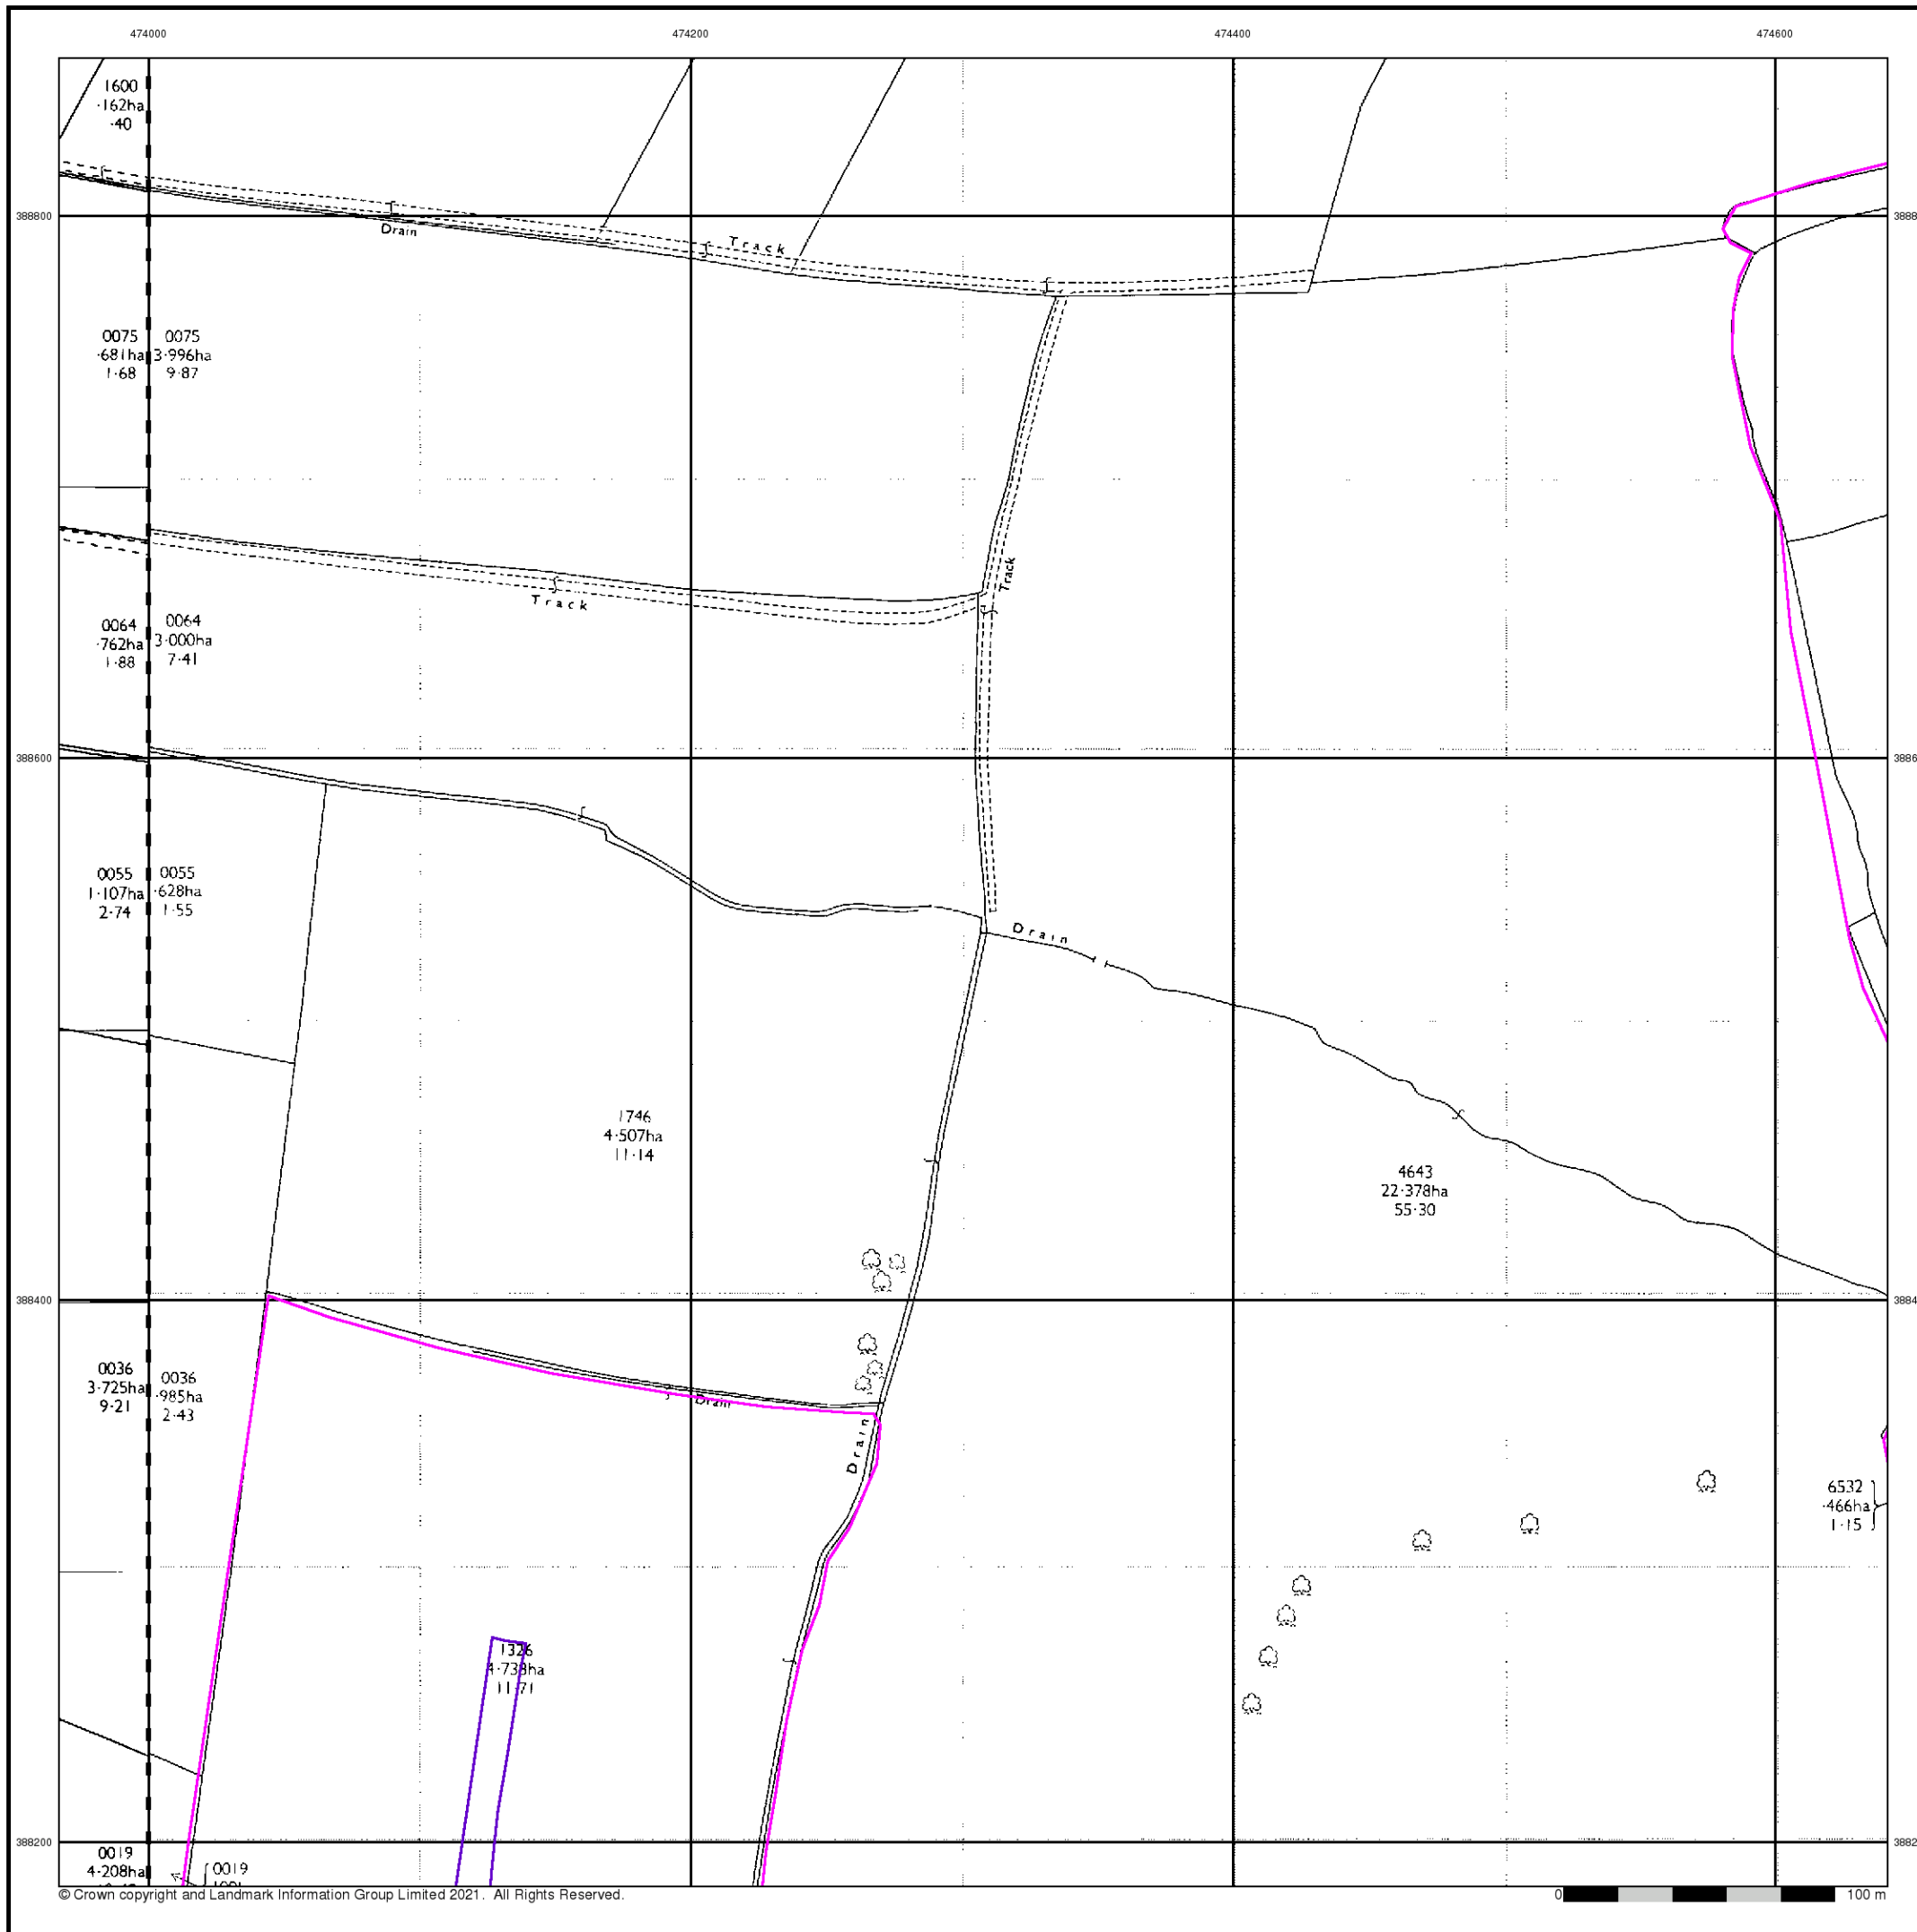 474000 474200 474400 474600
1600
·162ha
·40
388800
Drain
Track
0075 0075
·681ha 3·996ha
1·68 9·87
Track
Track
0064 0064
·762ha 3·000ha
1·88 7·41
388600
0055 0055
1·107ha ·628ha
2·74 1·55
Drain
1746
4·507ha
11·14
4643
22·378ha
55·30
388400
0036 0036
3·725ha ·985ha
9·21 2·43
Drain
Drain
6532
·466ha
1·15
1326
4·738ha
11·71
388200
0019
4·208ha
0019
© Crown copyright and Landmark Information Group Limited 2021. All Rights Reserved.
0 100 m